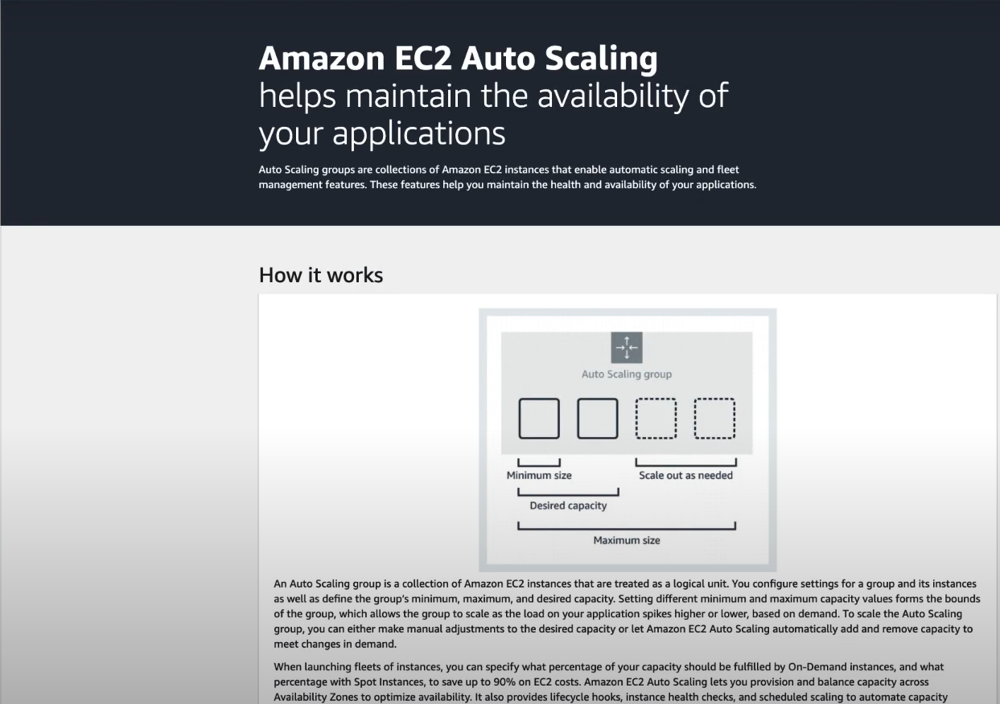 Amazon EC2 Auto Scaling
helps maintain the availability of
your applications
Auto Scaling groups are collections of Amazon EC2 instances that enable automatic scaling and fleet
management features. These features help you maintain the health and availability of your applications.
How it works
Auto Scaling group
Minimum size
Scale out as needed
Desired capacity
Maximum size
An Auto Scaling group is a collection of Amazon EC2 instances that are treated as a logical unit. You configure settings for a group and its instances
as well as define the group's minimum, maximum, and desired capacity. Setting different minimum and maximum capacity values forms the bounds
of the group, which allows the group to scale as the load on your application spikes higher or lower, based on demand. To scale the Auto Scaling
group, you can either make manual adjustments to the desired capacity or let Amazon EC2 Auto Scaling automatically add and remove capacity to
meet changes in demand.
When launching fleets of instances, you can specify what percentage of your capacity should be fulfilled by On-Demand instances, and what
percentage with Spot Instances, to save up to 90% on EC2 costs. Amazon EC2 Auto Scaling lets you provision and balance capacity across
Availability Zones to optimize availability. It also provides lifecycle hooks, instance health checks, and scheduled scaling to automate capacity